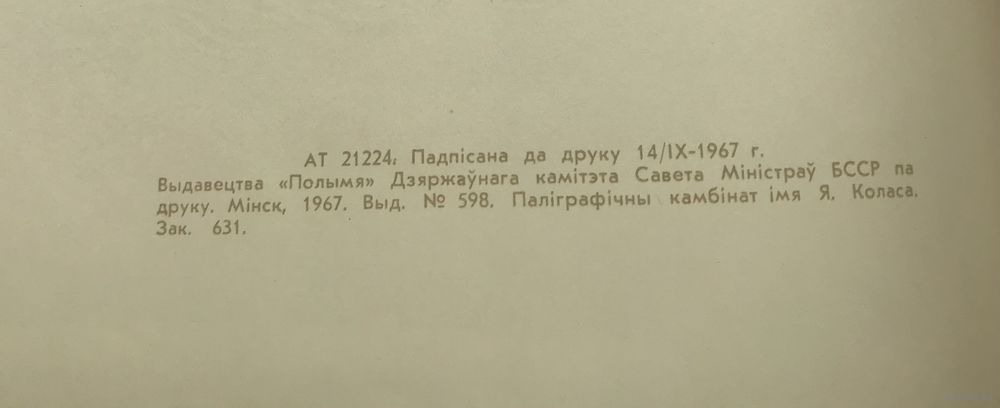 АТ 21224. Падпісана да друку 14/IX-1967 г.
Выдавецтва «Полымя» Дзяржаўнага камітэта Савета Міністраў БССР па
друку. Мінск, 1967. Выд. № 598. Паліграфічны камбінат імя Я. Коласа.
Зак. 631.